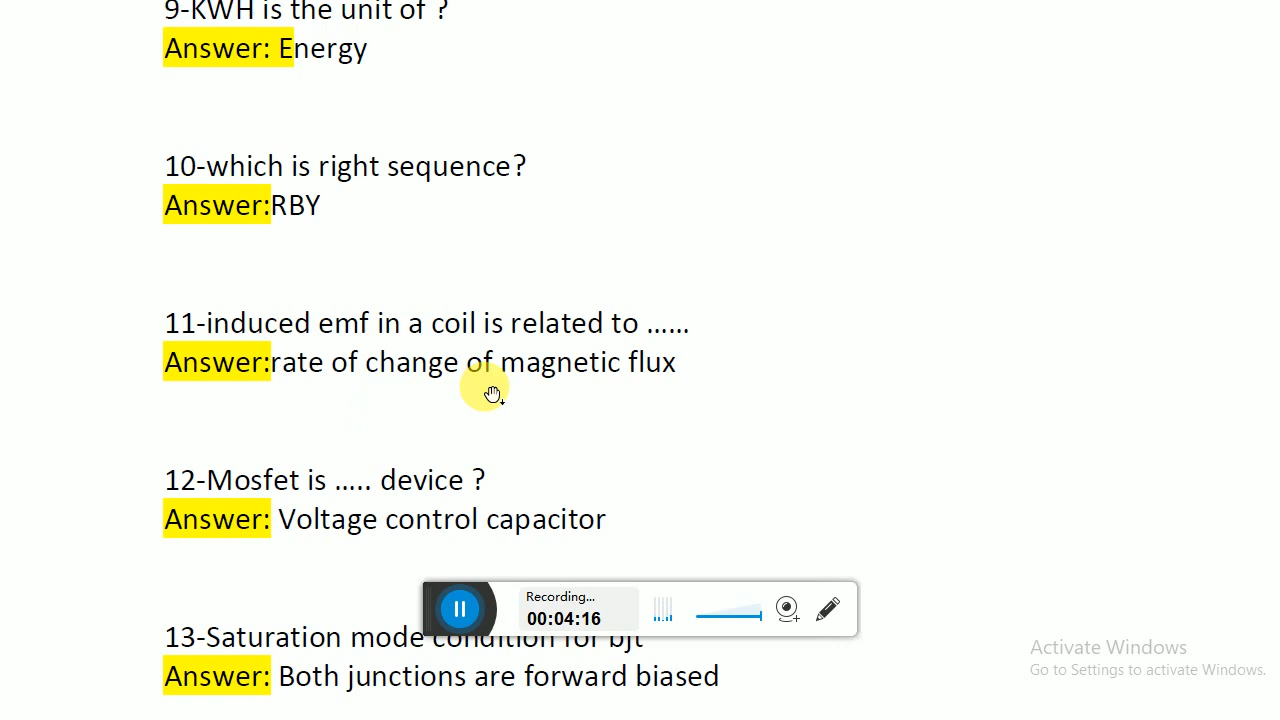 9-KWH is the unit of ?
Answer: Energy
10-which is right sequence?
Answer:RBY
11-induced emf in a coil is related to ......
Answer:rate of change of magnetic flux
12-Mosfet is ..... device ?
Answer: Voltage control capacitor
Recording...
00:04:16
13-Saturation mode condition for bjt
Answer: Both junctions are forward biased
Activate Windows
Go to Settings to activate Windows.